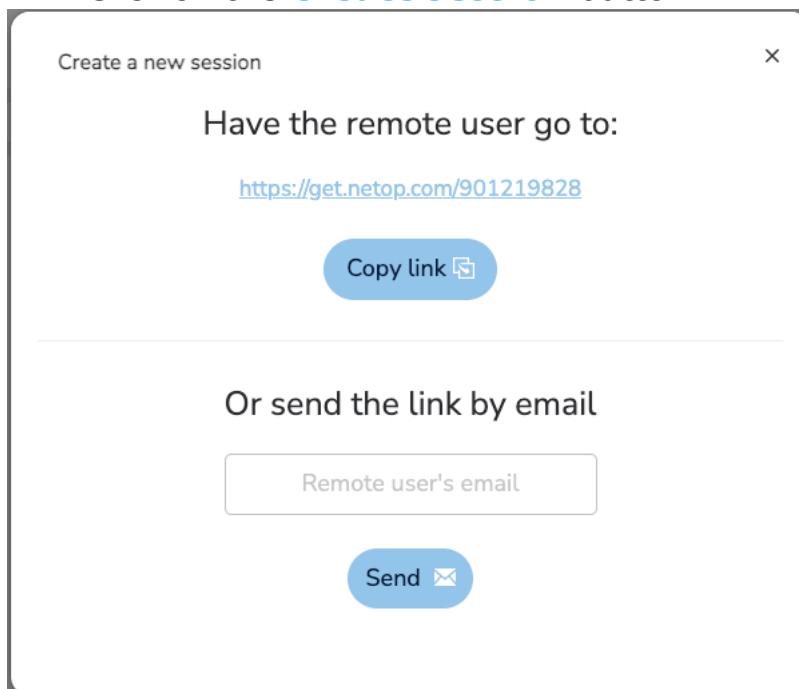 Create a new session
Have the remote user go to:
https://get.netop.com/901219828
Copy link
Or send the link by email
Remote user's email
Send